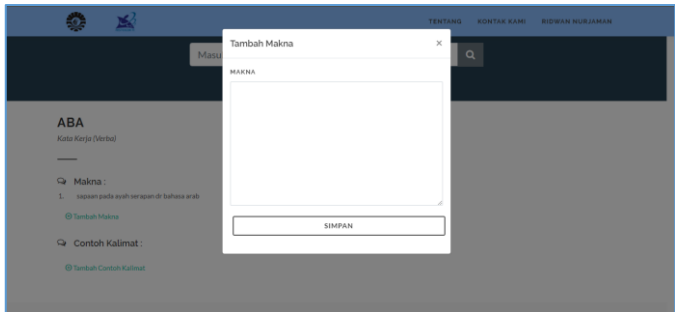 TENTANG KONTAK KAMI RIDWAN NURJAMAN
Tambah Makna ×
Masu
MAKNA
ABA
Kata Kerja (Verba)
Makna :
1. sapaan pada ayah serapan dr bahasa arab
Tambah Makna
SIMPAN
Contoh Kalimat :
Tambah Contoh Kalimat